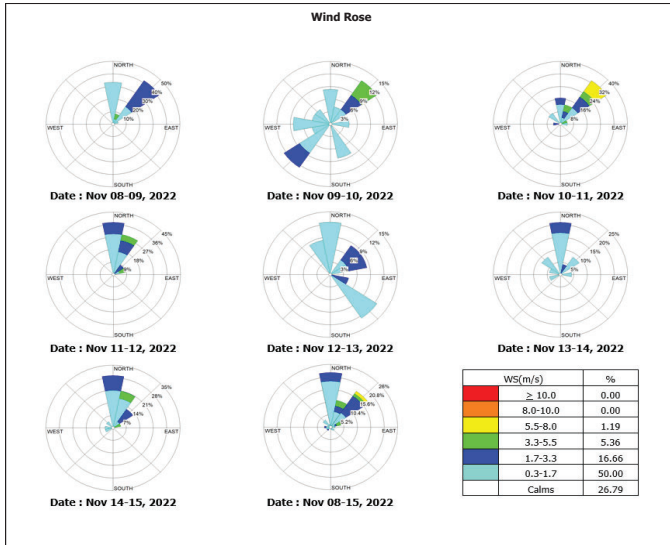 Wind Rose
NORTH
50%
40%
30%
20%
10%
WEST
EAST
SOUTH
Date : Nov 08-09, 2022
NORTH
15%
12%
9%
6%
3%
WEST
EAST
SOUTH
Date : Nov 09-10, 2022
NORTH
40%
32%
24%
16%
8%
WEST
EAST
SOUTH
Date : Nov 10-11, 2022
NORTH
45%
36%
27%
18%
9%
WEST
EAST
SOUTH
Date : Nov 11-12, 2022
NORTH
15%
12%
9%
6%
3%
WEST
EAST
SOUTH
Date : Nov 12-13, 2022
NORTH
25%
20%
15%
10%
5%
WEST
EAST
SOUTH
Date : Nov 13-14, 2022
NORTH
35%
28%
21%
14%
7%
WEST
EAST
SOUTH
Date : Nov 14-15, 2022
NORTH
26%
20.8%
15.6%
10.4%
5.2%
WEST
EAST
SOUTH
Date : Nov 08-15, 2022
WS(m/s) %
≥ 10.0 0.00
8.0-10.0 0.00
5.5-8.0 1.19
3.3-5.5 5.36
1.7-3.3 16.66
0.3-1.7 50.00
Calms 26.79